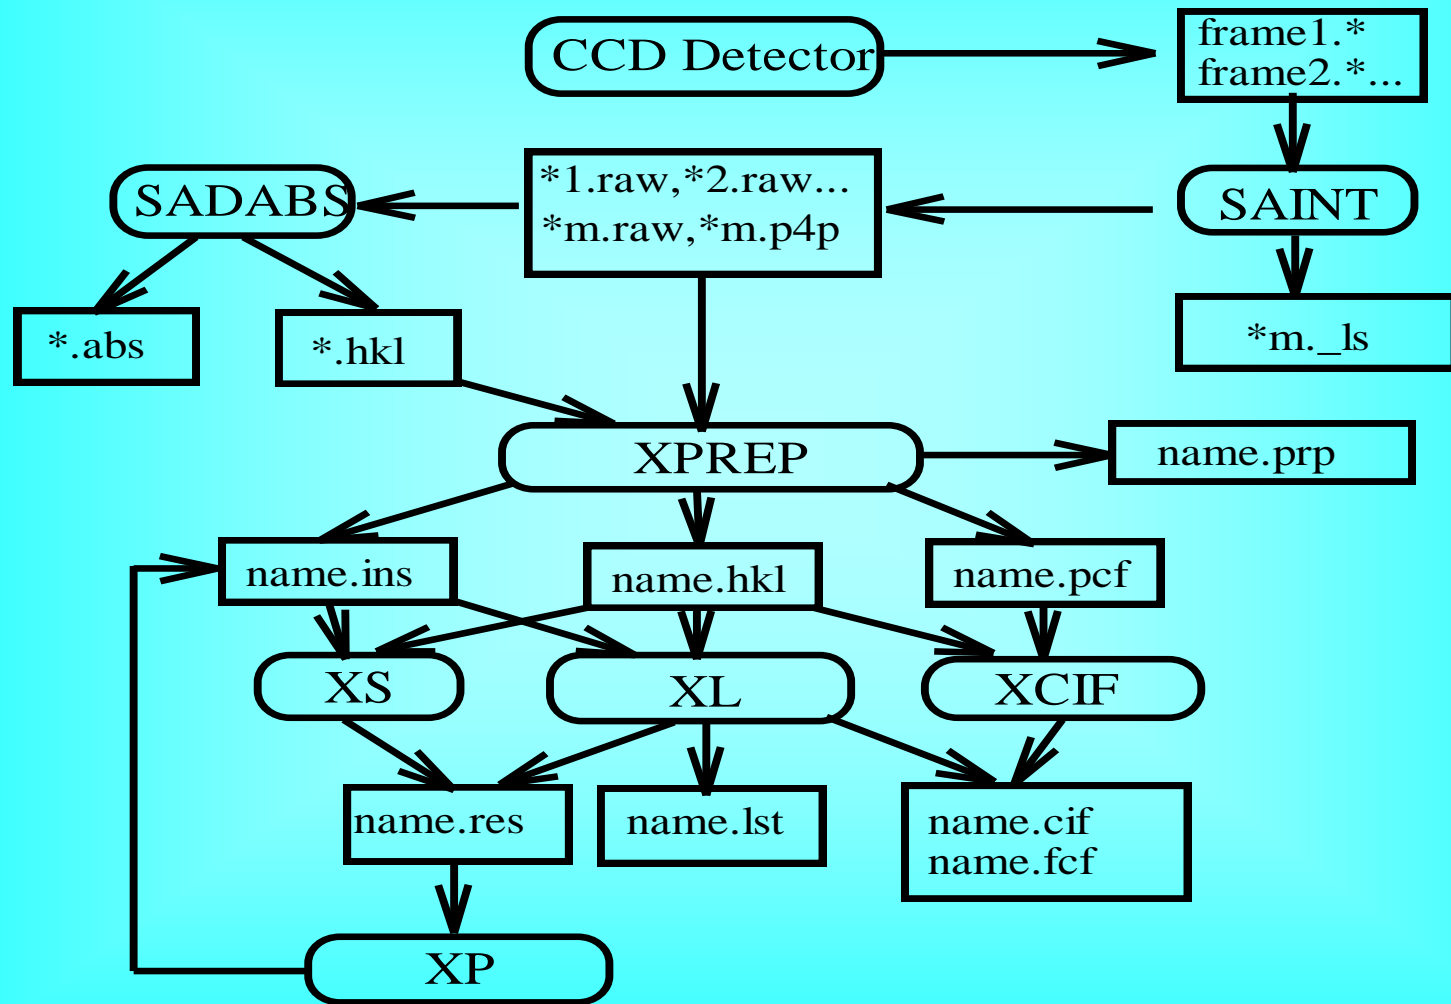 CCD Detector
frame1.*
frame2.*...
SADABS
*1.raw,*2.raw...
*m.raw,*m.p4p
SAINT
*.abs
*.hkl
*m._ls
XPREP
name.prp
name.ins
name.hkl
name.pcf
XS
XL
XCIF
name.res
name.lst
name.cif
name.fcf
XP